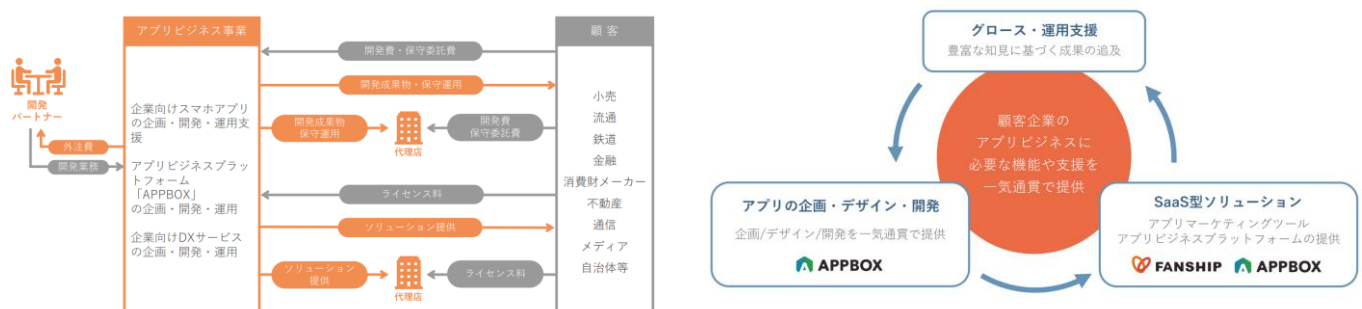 アプリビジネス事業
顧客
開発費・保守委託費
開発成果物・保守運用
開発
パートナー
外注費
開発業務
企業向けスマホアプリ
の企画・開発・運用支
援
アプリビジネスプラッ
トフォーム
「APPBOX」
の企画・開発・運用
企業向けDXサービス
の企画・開発・運用
開発成果物
保守運用
代理店
開発費
保守委託費
ライセンス料
ソリューション提供
ソリューション
提供
代理店
ライセンス料
小売
流通
鉄道
金融
消費財メーカー
不動産
通信
メディア
自治体等
グロース・運用支援
豊富な知見に基づく成果の追及
顧客企業の
アプリビジネスに
必要な機能や支援を
一気通貫で提供
アプリの企画・デザイン・開発
企画/デザイン/開発を一気通貫で提供
APPBOX
SaaS型ソリューション
アプリマーケティングツール
アプリビジネスプラットフォームの提供
FANSHIP APPBOX